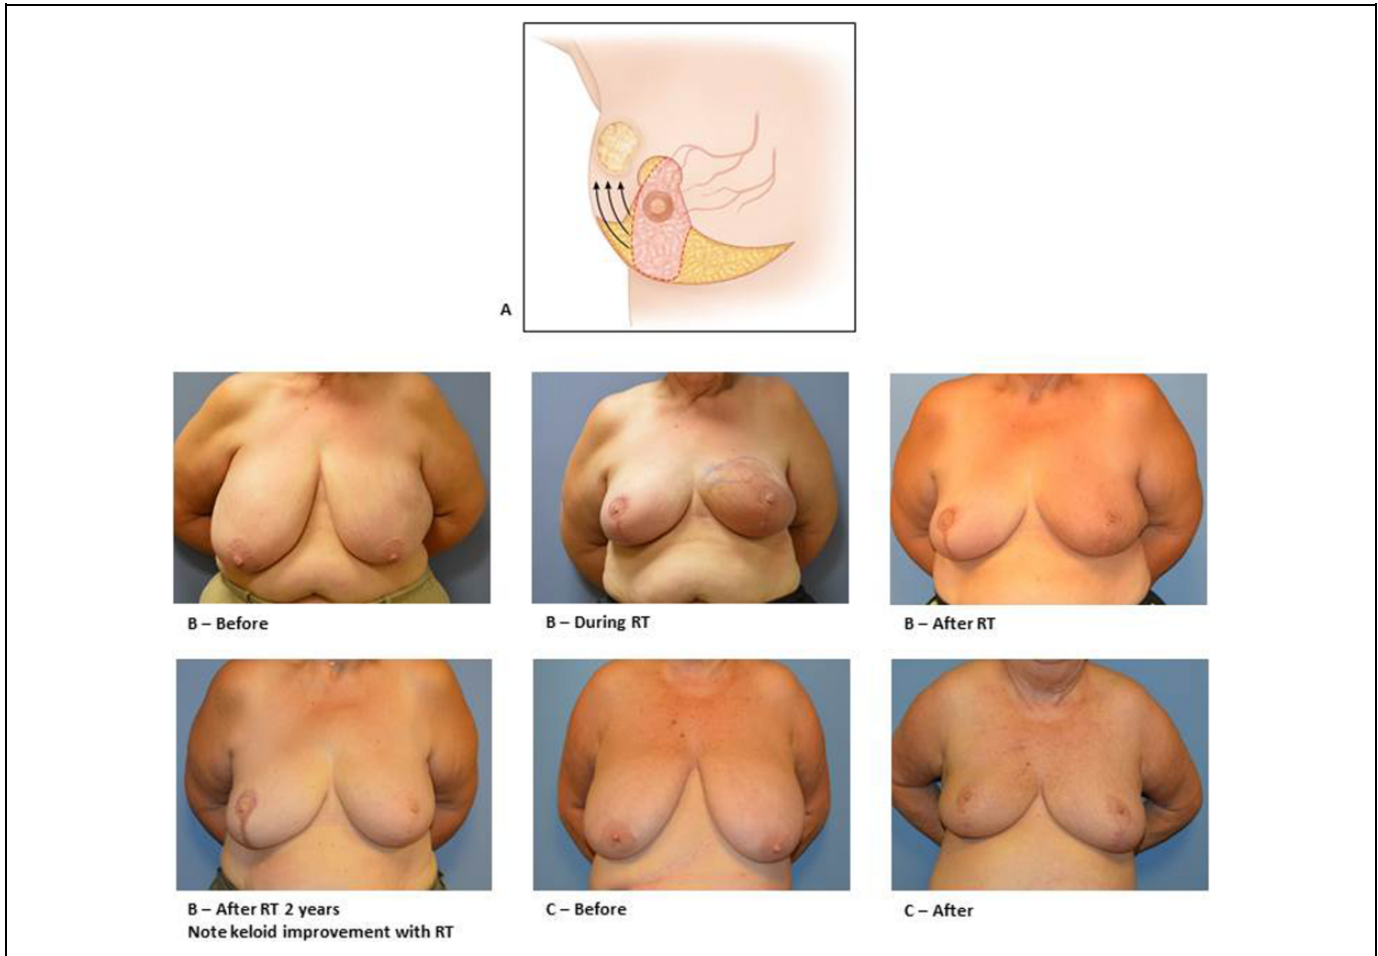 A
B – Before
B – During RT
B – After RT
B – After RT 2 years
Note keloid improvement with RT
C – Before
C – After